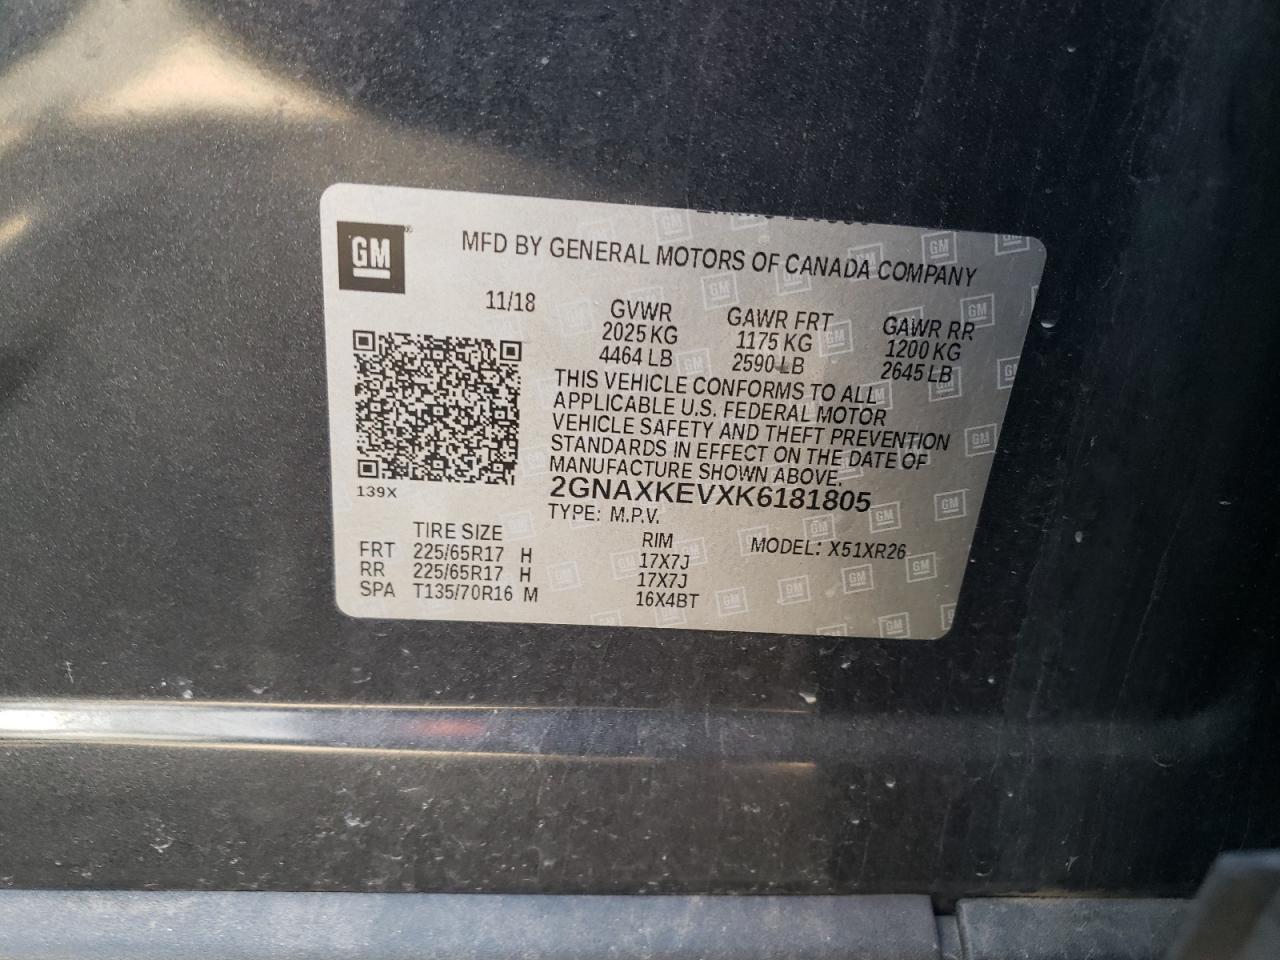 GM
MFD BY GENERAL MOTORS OF CANADA COMPANY
11/18
GVWR GAWR FRT GAWR RR
2025 KG 1175 KG 1200 KG
4464 LB 2590 LB 2645 LB
THIS VEHICLE CONFORMS TO ALL
APPLICABLE U.S. FEDERAL MOTOR
VEHICLE SAFETY AND THEFT PREVENTION
STANDARDS IN EFFECT ON THE DATE OF
MANUFACTURE SHOWN ABOVE.
139X
2GNAXKEVXK6181805
TYPE: M.P.V.
TIRE SIZE RIM MODEL: X51XR26
FRT 225/65R17 H 17X7J
RR 225/65R17 H 17X7J
SPA T135/70R16 M 16X4BT